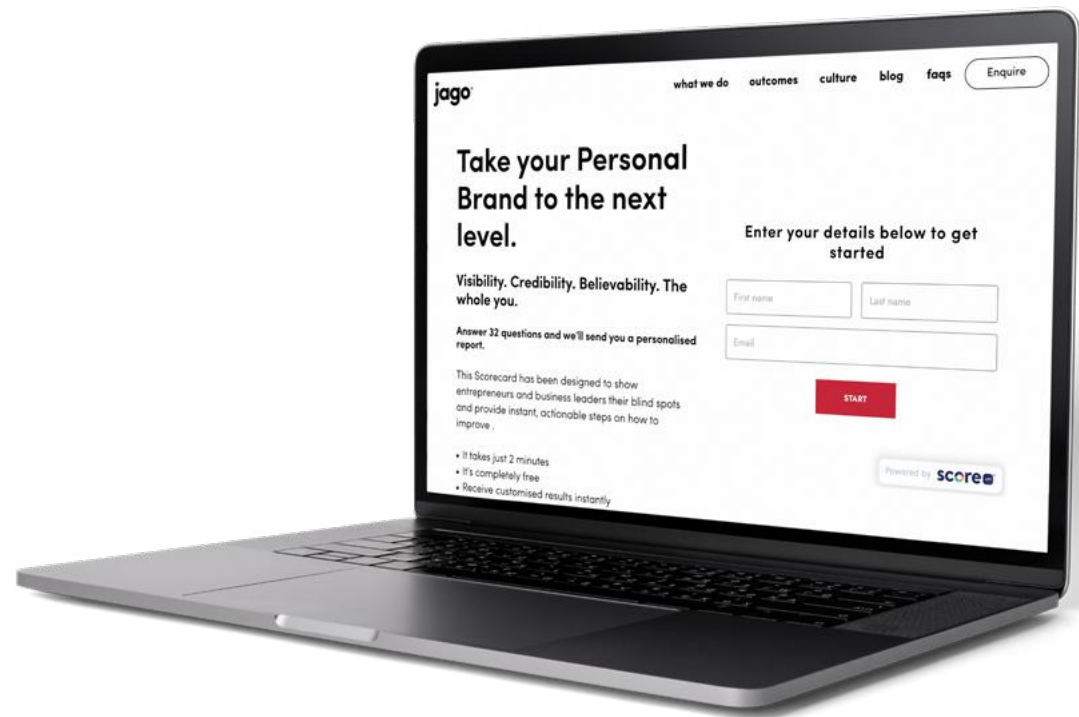 jago
what we do
outcomes
culture
blog
faqs
Enquire
Take your Personal
Brand to the next
level.
Visibility. Credibility. Believability. The
whole you.
Answer 32 questions and we'll send you a personalised
report.
This Scorecard has been designed to show
entrepreneurs and business leaders their blind spots
and provide instant, actionable steps on how to
improve .
• It takes just 2 minutes
• It's completely free
• Receive customised results instantly
Enter your details below to get
started
First name
Last name
Email
START
Powered by score